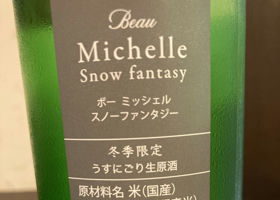 Beau
Michelle
Snow fantasy
ボー ミッシェル
スノーファンタジー
冬季限定
うすにごり生原酒
原材料名 米(国産)